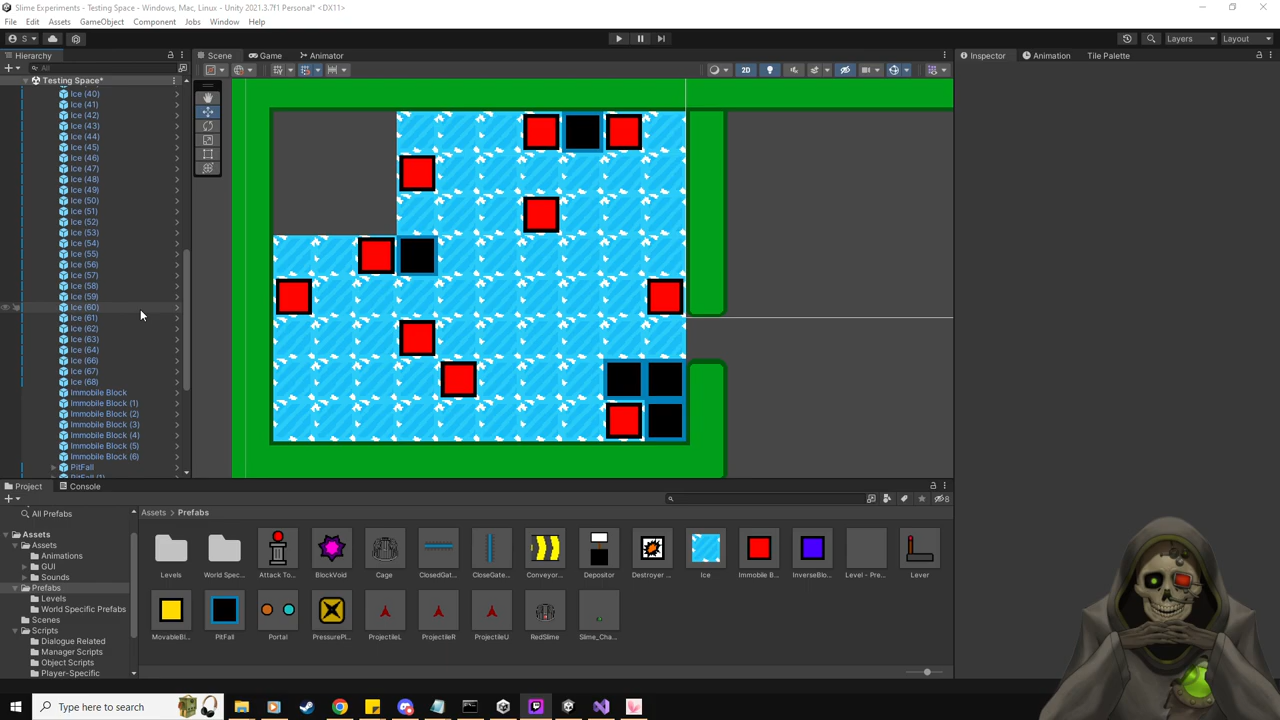 Slime Experiments - Testing Space - Windows, Mac, Linux - Unity 2021.3.7f1 Personal* <DX11>
File Edit Assets GameObject Component Jobs Window Help
S
Layers
Layout
Hierarchy
All
Testing Space*
Ice (40)
Ice (41)
Ice (42)
Ice (43)
Ice (44)
Ice (45)
Ice (46)
Ice (47)
Ice (48)
Ice (49)
Ice (50)
Ice (51)
Ice (52)
Ice (53)
Ice (54)
Ice (55)
Ice (56)
Ice (57)
Ice (58)
Ice (59)
Ice (60)
Ice (61)
Ice (62)
Ice (63)
Ice (64)
Ice (66)
Ice (67)
Ice (68)
Immobile Block
Immobile Block (1)
Immobile Block (2)
Immobile Block (3)
Immobile Block (4)
Immobile Block (5)
Immobile Block (6)
PitFall
PitFall (1)
Scene Game Animator
2D
Inspector Animation Tile Palette
Project Console
8
All Prefabs
Assets
Assets
Animations
GUI
Sounds
Prefabs
Levels
World Specific Prefabs
Scenes
Scripts
Dialogue Related
Manager Scripts
Object Scripts
Player-Specific
Assets > Prefabs
Levels World Spec... Attack To... BlockVoid Cage ClosedGat... CloseGate... Conveyor... Depositor Destroyer ... Ice Immobile B... InverseBlo... Level - Pre... Lever
MovableBl... PitFall Portal PressurePl... ProjectileL ProjectileR ProjectileU RedSlime Slime_Cha...
Type here to search